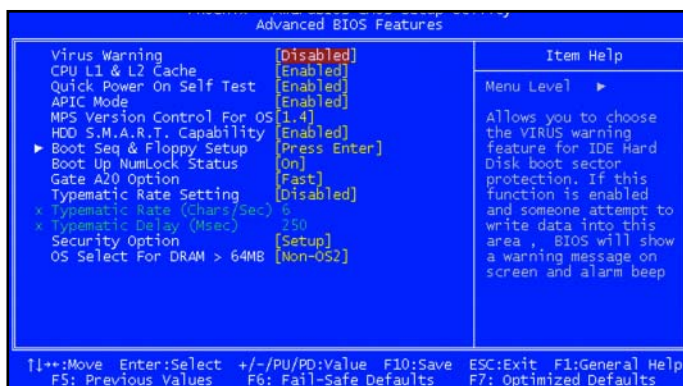 Advanced BIOS Features
Virus Warning [Disabled]
CPU L1 & L2 Cache [Enabled]
Quick Power On Self Test [Enabled]
APIC Mode [Enabled]
MPS Version Control For OS[1.4]
HDD S.M.A.R.T. Capability [Enabled]
► Boot Seq & Floppy Setup [Press Enter]
Boot Up NumLock Status [On]
Gate A20 Option [Fast]
Typematic Rate Setting [Disabled]
x Typematic Rate (Chars/Sec) 6
x Typematic Delay (Msec) 250
Security Option [Setup]
OS Select For DRAM > 64MB [Non-OS2]
Item Help
Menu Level ►
Allows you to choose
the VIRUS warning
feature for IDE Hard
Disk boot sector
protection. If this
function is enabled
and someone attempt to
write data into this
area , BIOS will show
a warning message on
screen and alarm beep
↑↓→←:Move Enter:Select +/-/PU/PD:Value F10:Save ESC:Exit F1:General Help
F5: Previous Values F6: Fail-Safe Defaults F7: Optimized Defaults